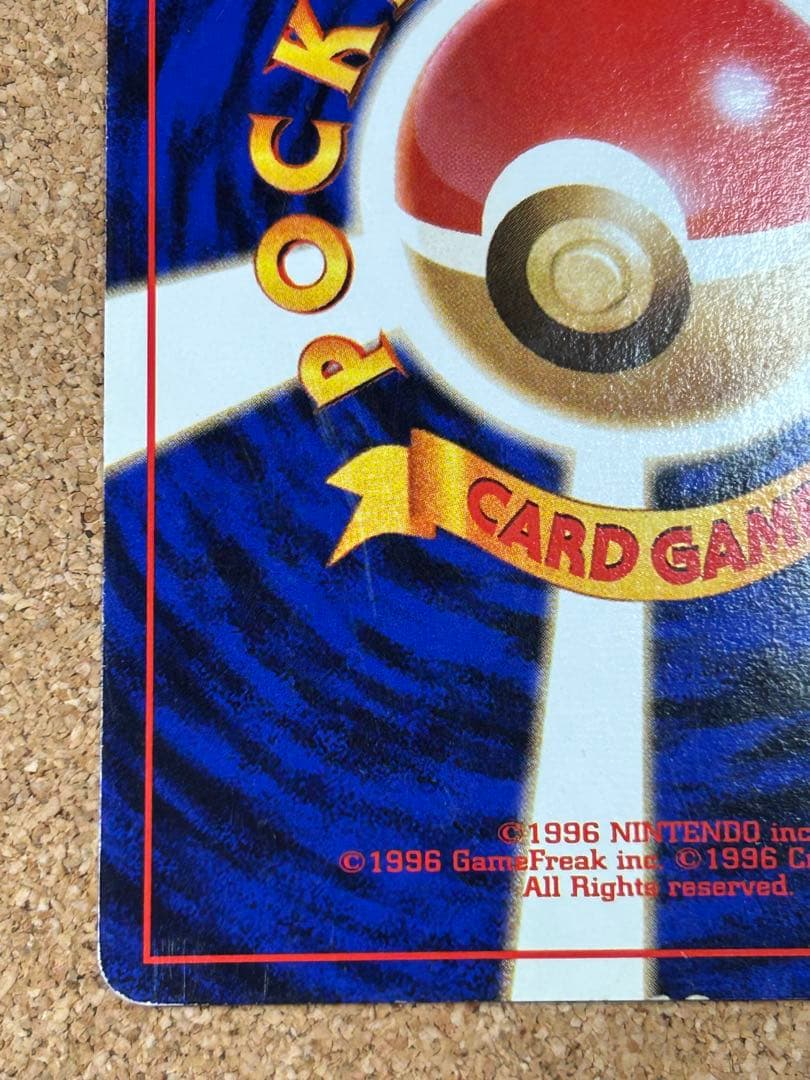 POCK
CARD GAM
©1996 NINTENDO inc
©1996 GameFreak inc. ©1996 C
All Rights reserved.